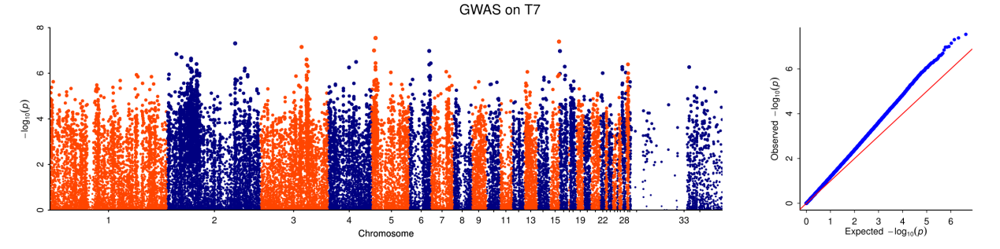 GWAS on T7
8
6
4
2
0
−log₁₀(p)
1 2 3 4 5 6 7 8 9 11 13 15 17 19 22 28 33
Chromosome
6
4
2
0
Observed −log₁₀(p)
0 1 2 3 4 5 6
Expected −log₁₀(p)